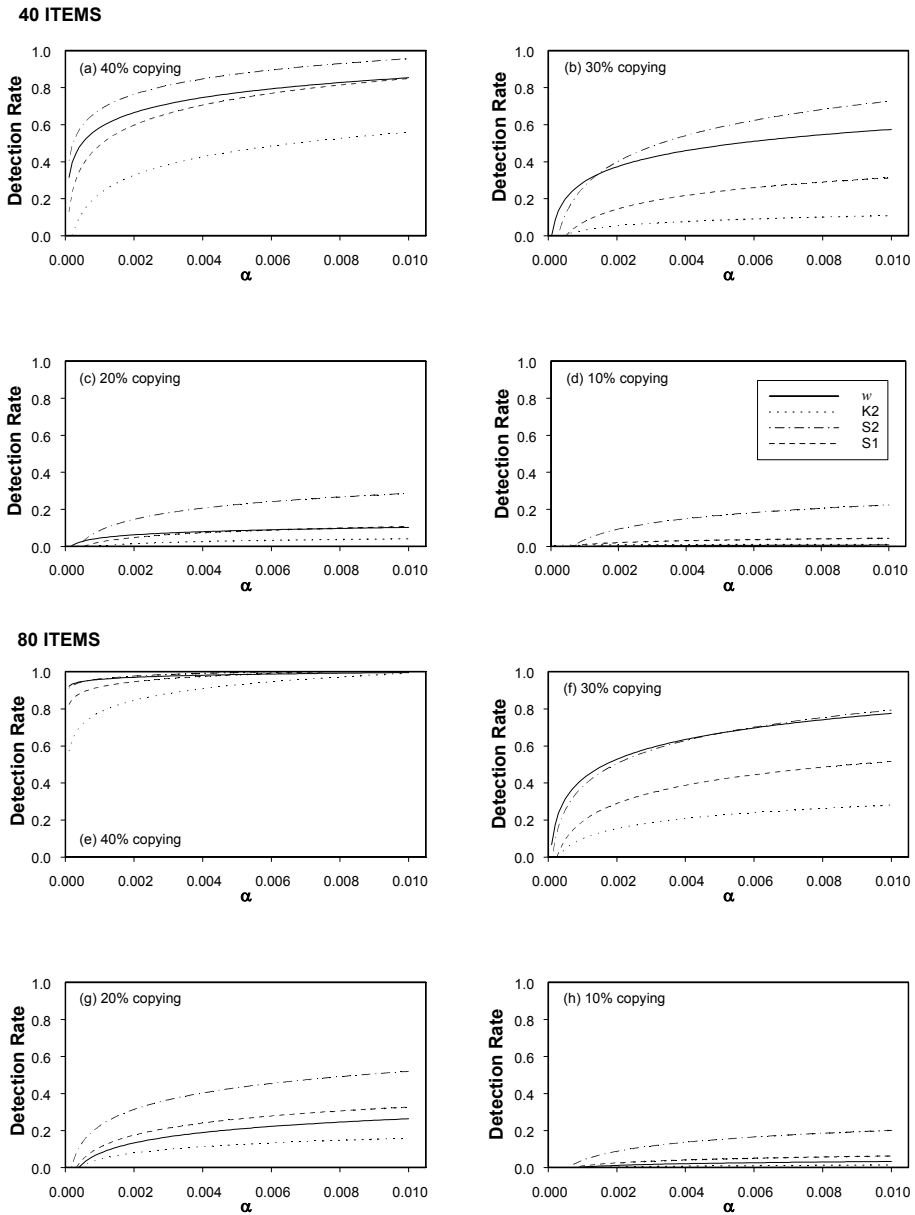 40 ITEMS
(a) 40% copying
Detection Rate
1.0
0.8
0.6
0.4
0.2
0.0
0.000 0.002 0.004 0.006 0.008 0.010
α
(b) 30% copying
Detection Rate
1.0
0.8
0.6
0.4
0.2
0.0
0.000 0.002 0.004 0.006 0.008 0.010
α
(c) 20% copying
Detection Rate
1.0
0.8
0.6
0.4
0.2
0.0
0.000 0.002 0.004 0.006 0.008 0.010
α
(d) 10% copying
Detection Rate
1.0
0.8
0.6
0.4
0.2
0.0
0.000 0.002 0.004 0.006 0.008 0.010
α
w
K2
S2
S1
80 ITEMS
(e) 40% copying
Detection Rate
1.0
0.8
0.6
0.4
0.2
0.0
0.000 0.002 0.004 0.006 0.008 0.010
α
(f) 30% copying
Detection Rate
1.0
0.8
0.6
0.4
0.2
0.0
0.000 0.002 0.004 0.006 0.008 0.010
α
(g) 20% copying
Detection Rate
1.0
0.8
0.6
0.4
0.2
0.0
0.000 0.002 0.004 0.006 0.008 0.010
α
(h) 10% copying
Detection Rate
1.0
0.8
0.6
0.4
0.2
0.0
0.000 0.002 0.004 0.006 0.008 0.010
α